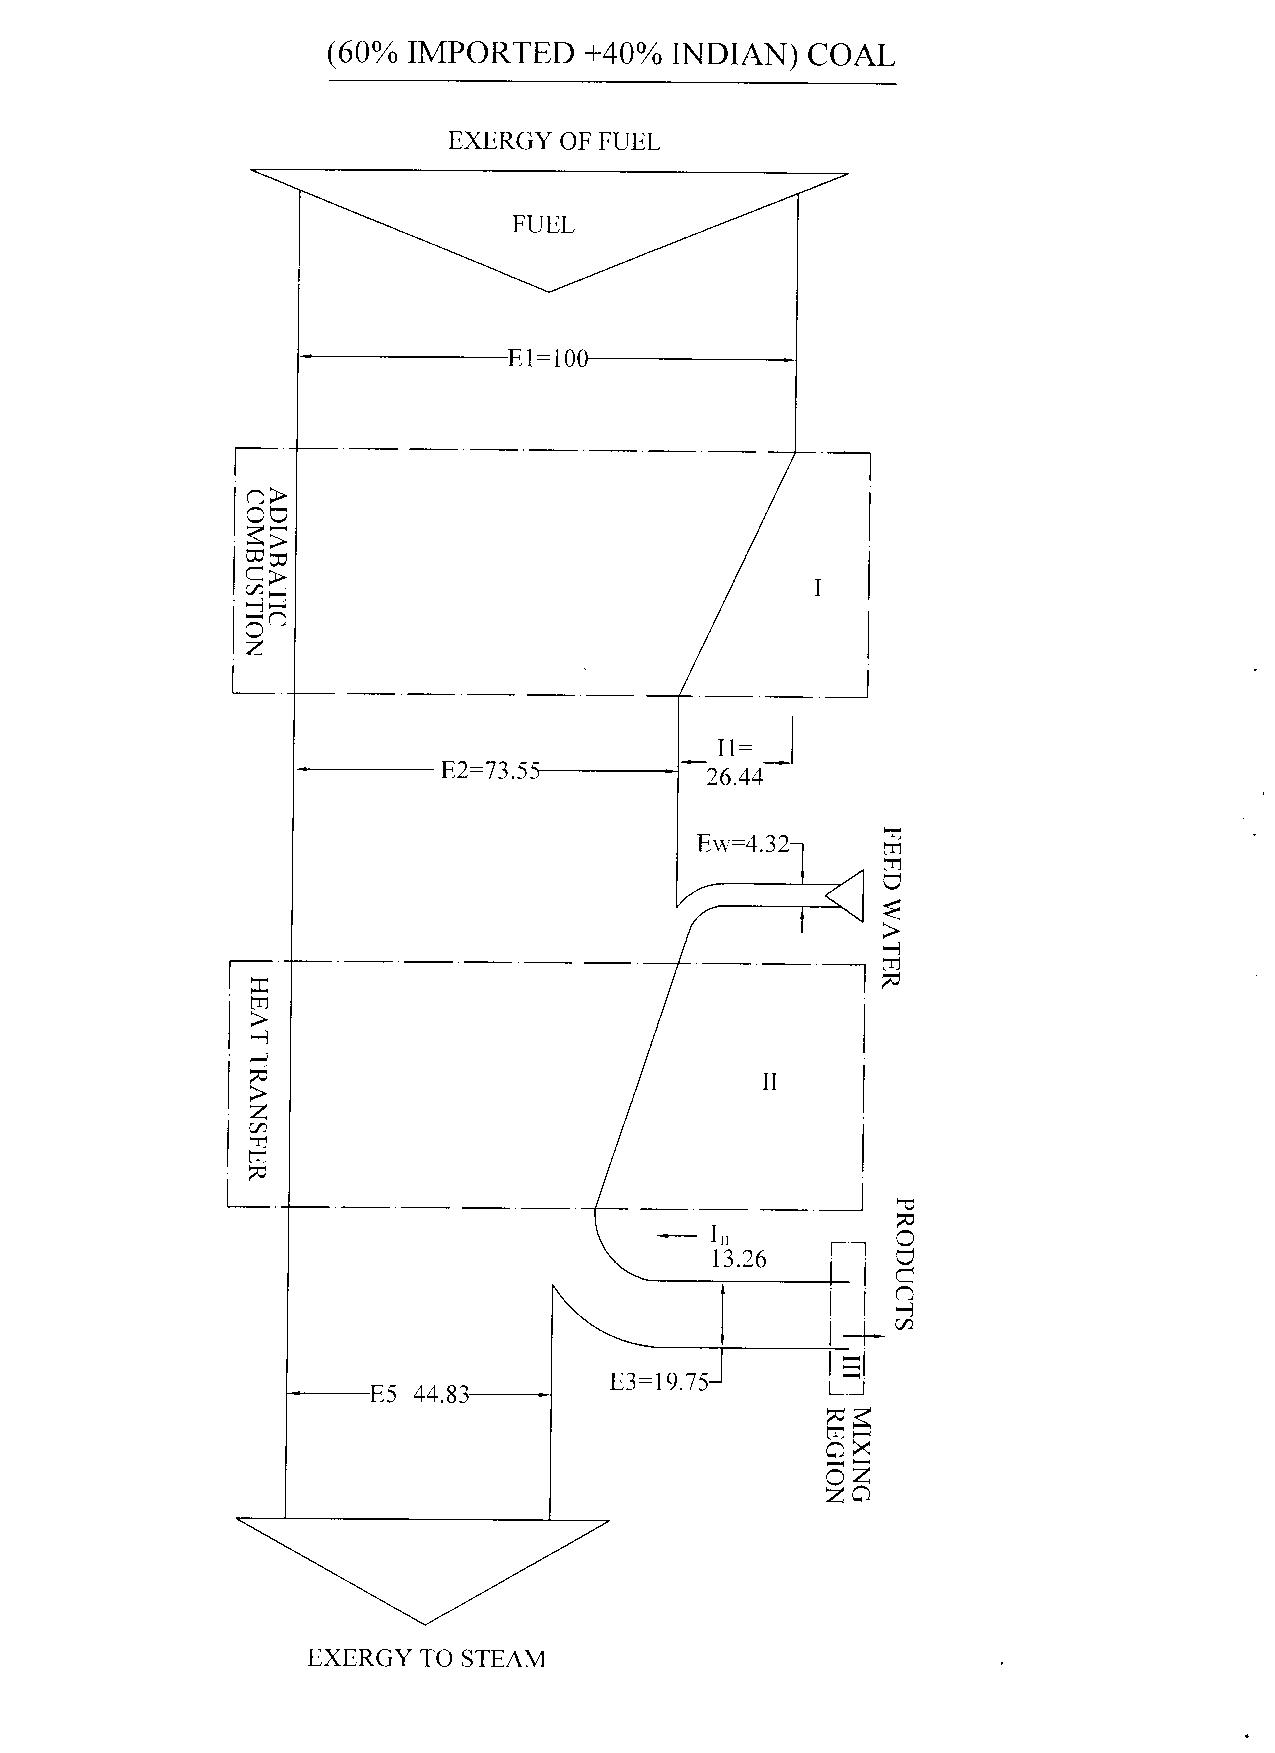 (60% IMPORTED +40% INDIAN) COAL
EXERGY OF FUEL
FUEL
E1=100
ADIABATIC
COMBUSTION
I
I1=
26.44
E2=73.55
Ew=4.32
FEED WATER
HEAT TRANSFER
II
PRODUCTS
III
13.26
E3=19.75
E5 44.83
III
MIXING
REGION
EXERGY TO STEAM